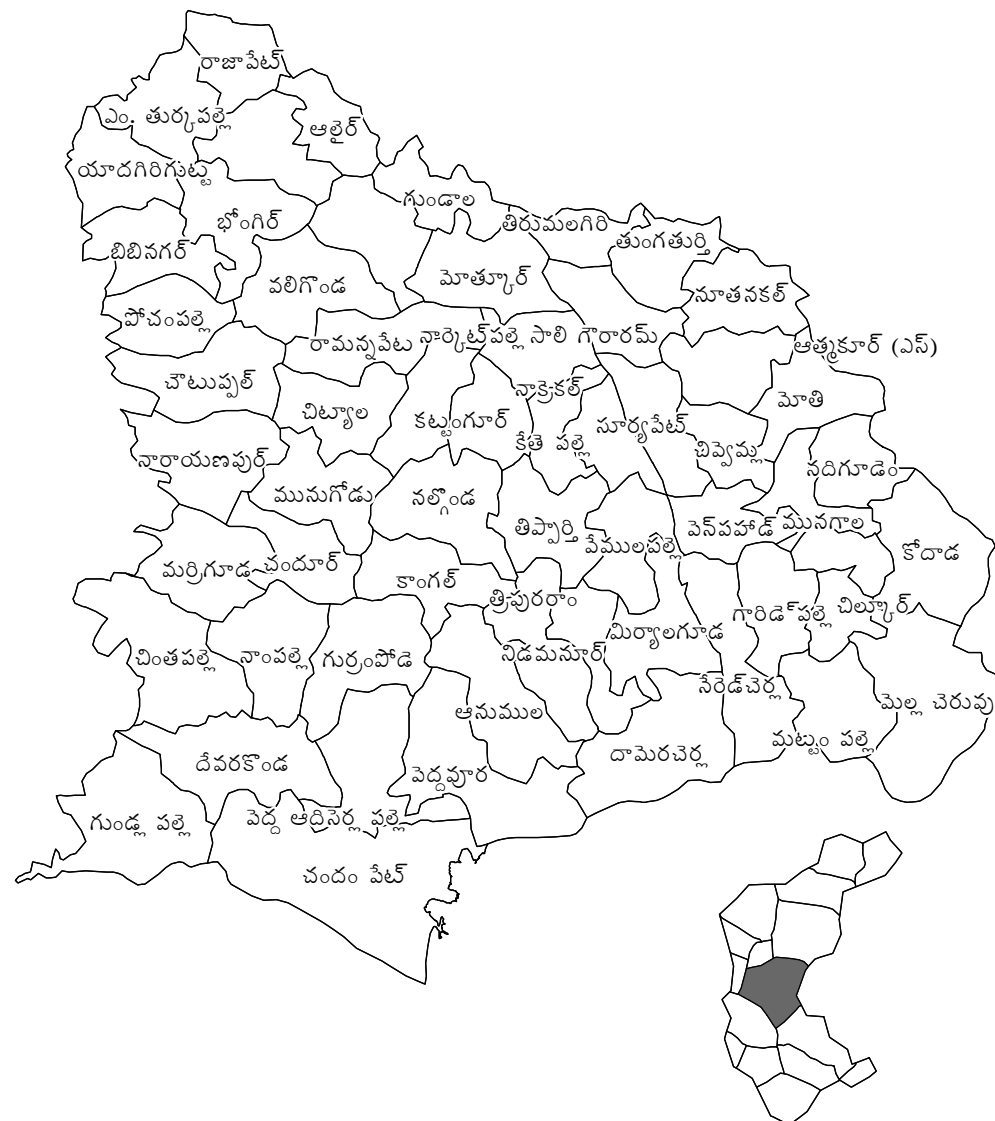 రాజాపేట్
ఎం. తుర్కపల్లె
ఆలైర్
యాదగిరిగుట్ట
గుండాల
భోంగిర్
తిరుమలగిరి
తుంగతుర్తి
బిబినగర్
మోత్కూర్
వలిగొండ
నూతనకల్
పోచంపల్లె
రామన్నపేట
నార్కెట్‌పల్లె
సాలి గౌరారమ్
ఆత్మకూర్ (ఎస్)
చౌటుప్పల్
నాక్రెకల్
మోతి
చిట్యాల
కట్టంగూర్
సూర్యపేట్
కేతె పల్లె
చివ్వెమ్ల
నారాయణపుర్
నదిగూడెం
మునుగోడు
నల్గొండ
తిప్పార్తి
వేములపల్లె
పెన్‌పహాడ్
మునగాల
కోదాడ
మర్రిగూడ
చందూర్
కాంగల్
త్రిపురరాం
గారిడెపల్లె
చిల్కూర్
మిర్యాలగూడ
చింతపల్లె
నాంపల్లె
గుర్రంపోడె
నిడమనూర్
నేరెడ్‌చెర్ల
మెల్ల చెరువు
ఆనుముల
మట్టం పల్లె
దేవరకొండ
పెద్దవూర
దామెరచెర్ల
గుండ్ల పల్లె
పెద్ద ఆదిసెర్ల పల్లె
చందం పేట్